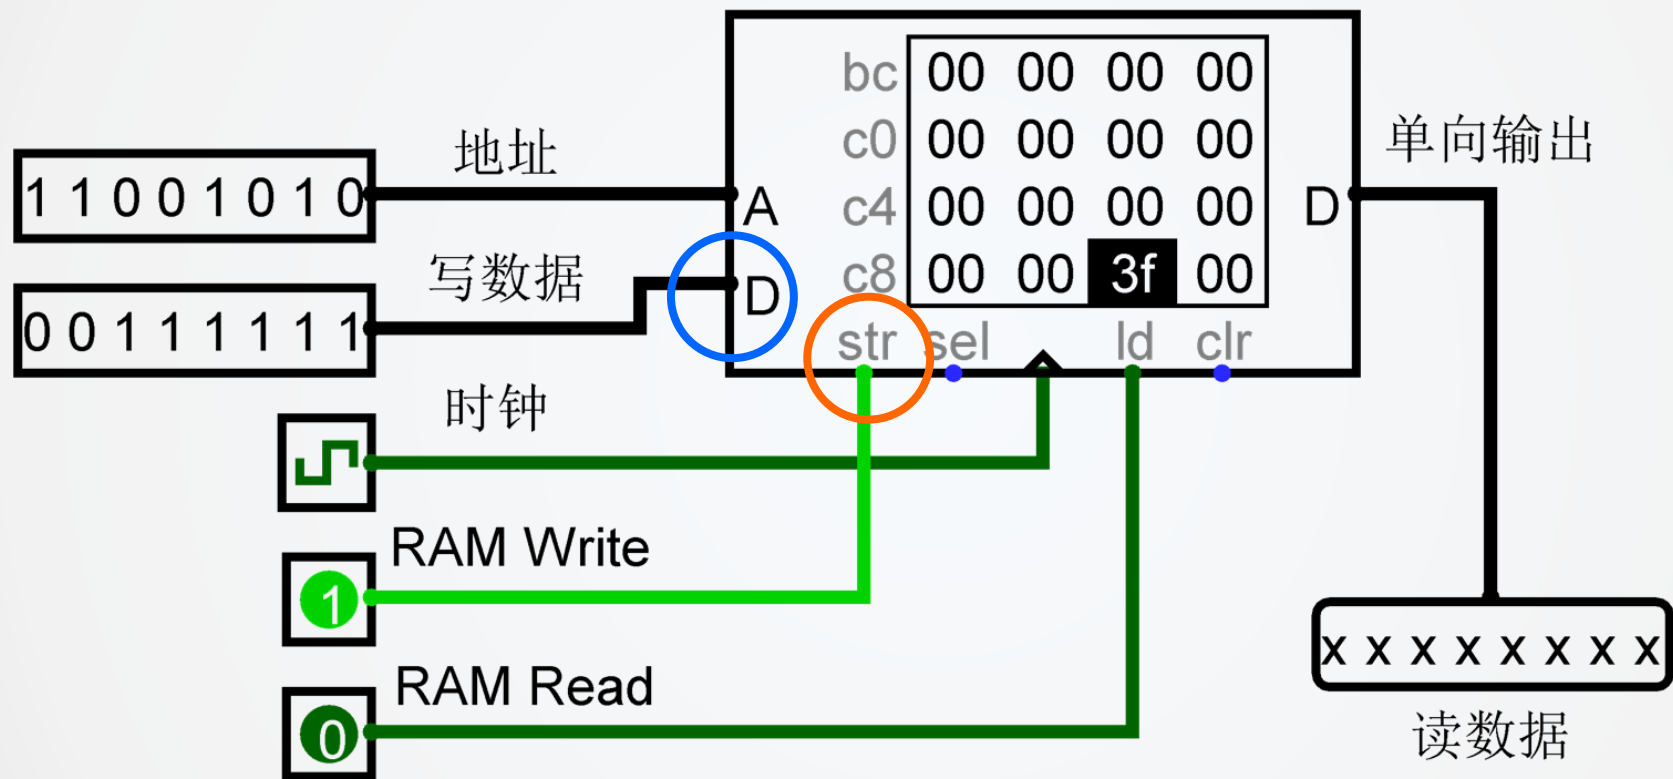 bc 00 00 00 00
c0 00 00 00 00
c4 00 00 00 00
c8 00 00 3f 00
地址
单向输出
1 1 0 0 1 0 1 0
A
D
写数据
D
0 0 1 1 1 1 1 1
str sel ld clr
时钟
RAM Write
1
x x x x x x x x
RAM Read
0
读数据